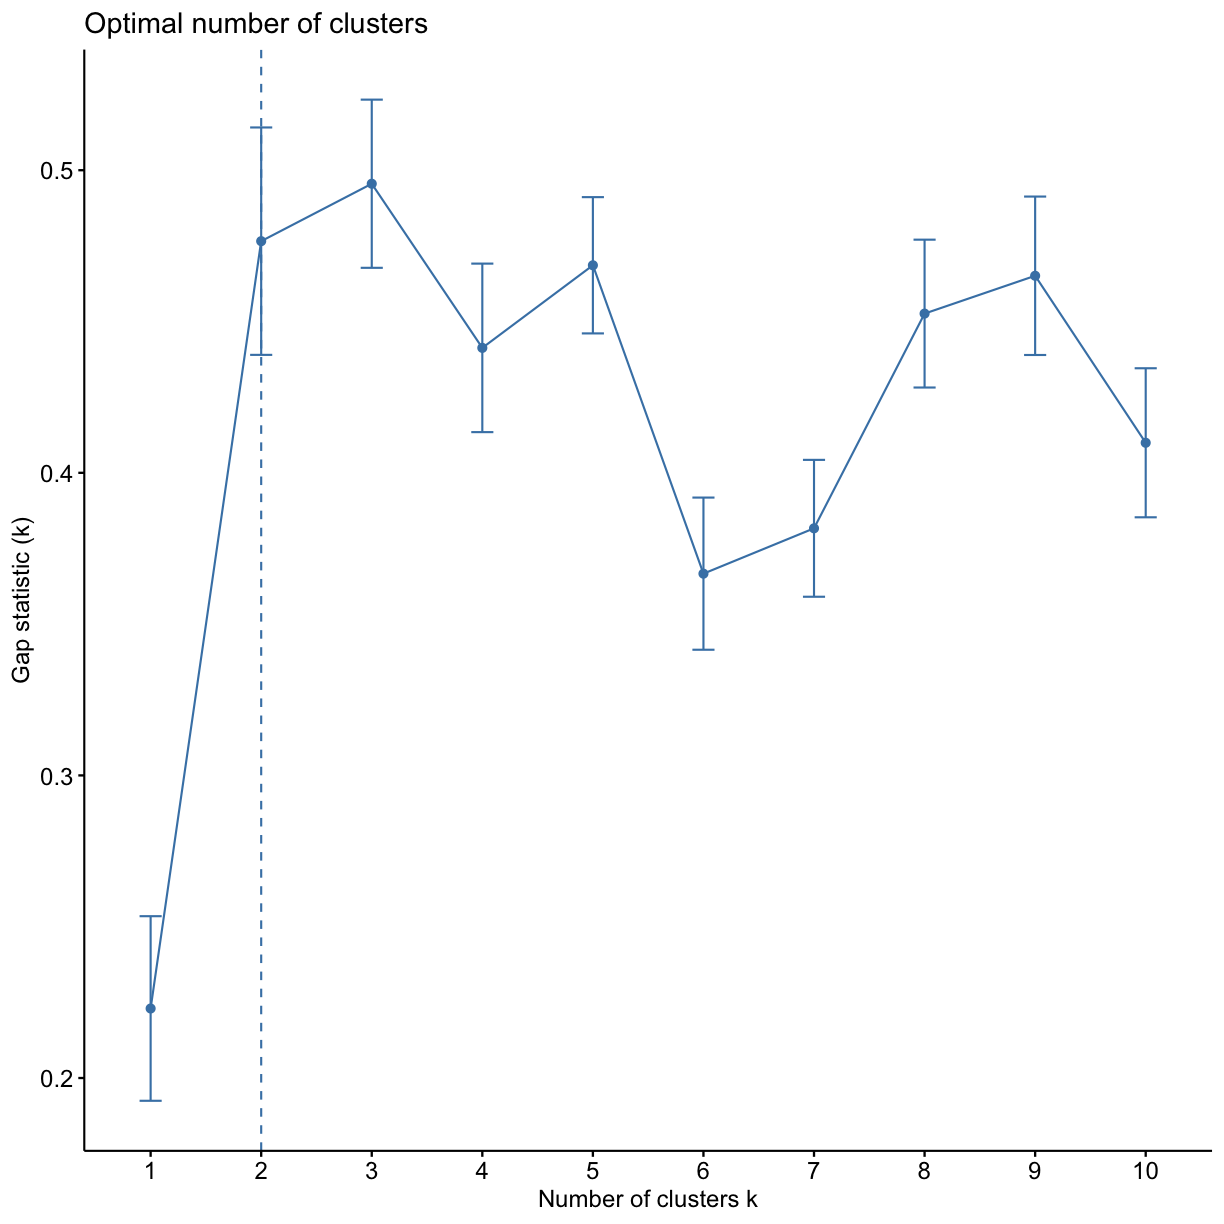 Optimal number of clusters
Gap statistic (k)
0.5
0.4
0.3
0.2
1 2 3 4 5 6 7 8 9 10
Number of clusters k